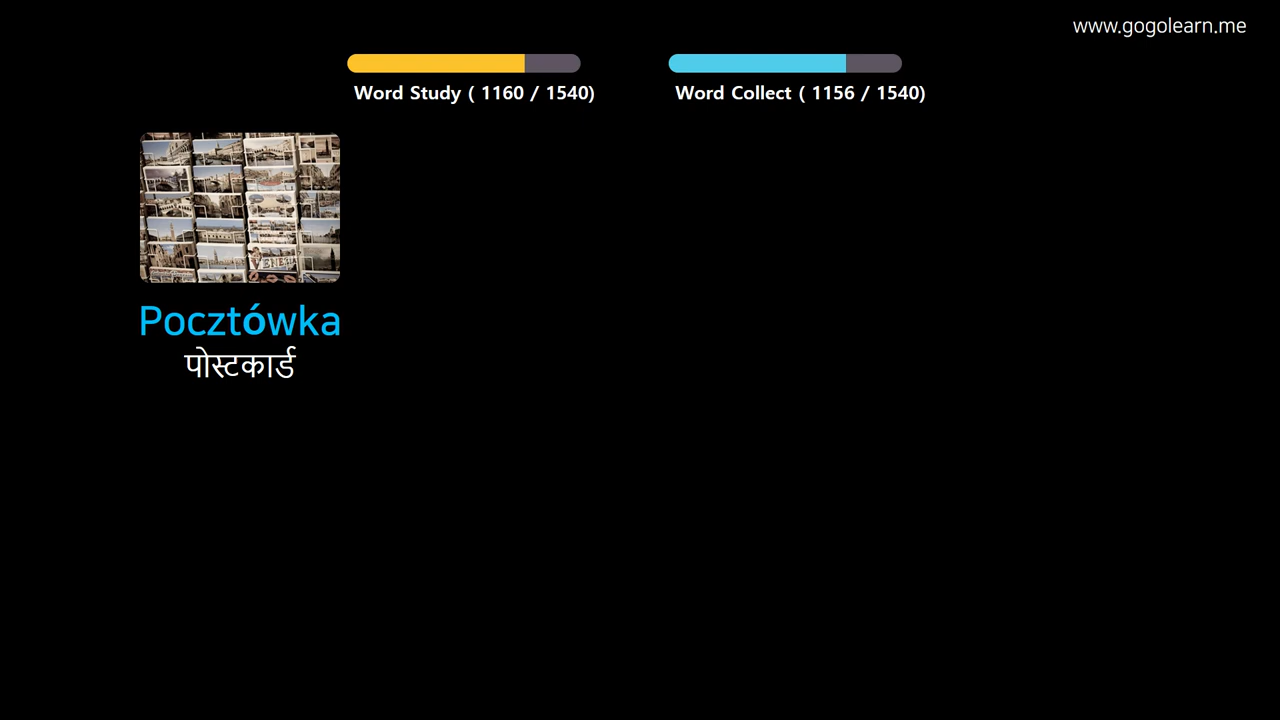 www.gogolearn.me
Word Study ( 1160 / 1540)
Word Collect ( 1156 / 1540)
Pocztówka
पोस्टकार्ड